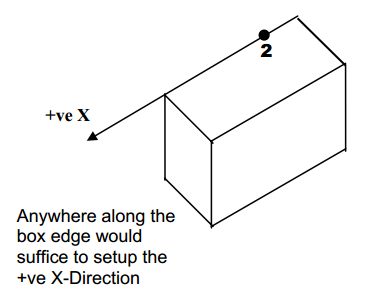 2
+ve X
Anywhere along the
box edge would
suffice to setup the
+ve X-Direction